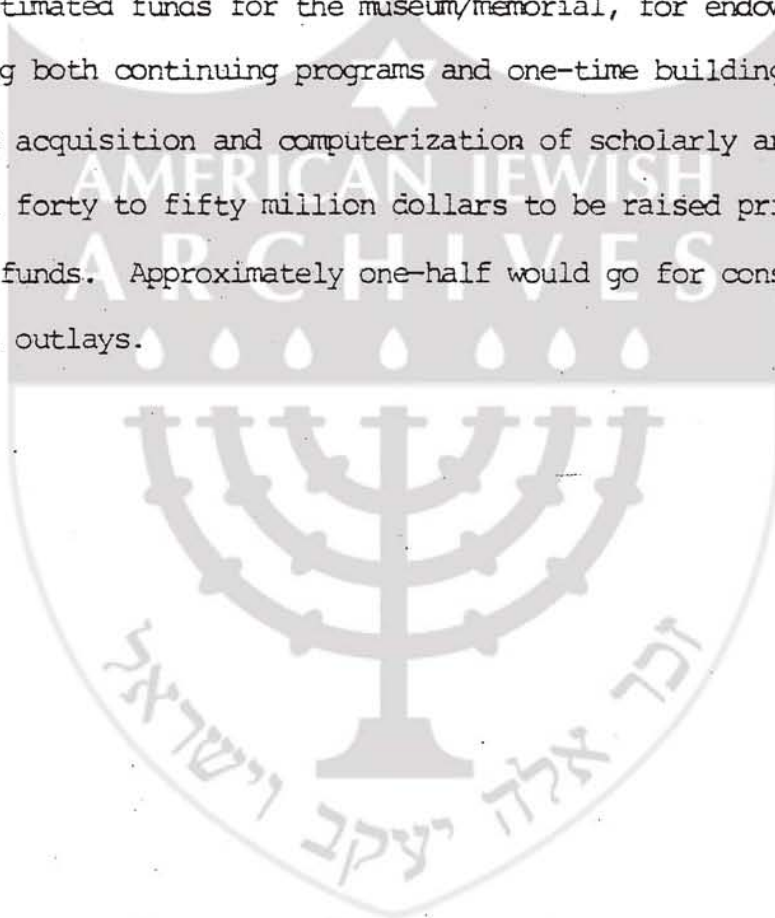 timated funds for the museum/memorial, for endow
g both continuing programs and one-time building
acquisition and computerization of scholarly ar
AMERICAN JEWISH
forty to fifty million dollars to be raised pri
ARCHIVES
funds. Approximately one-half would go for cons
outlays.
זכר אלה יעקב וישראל